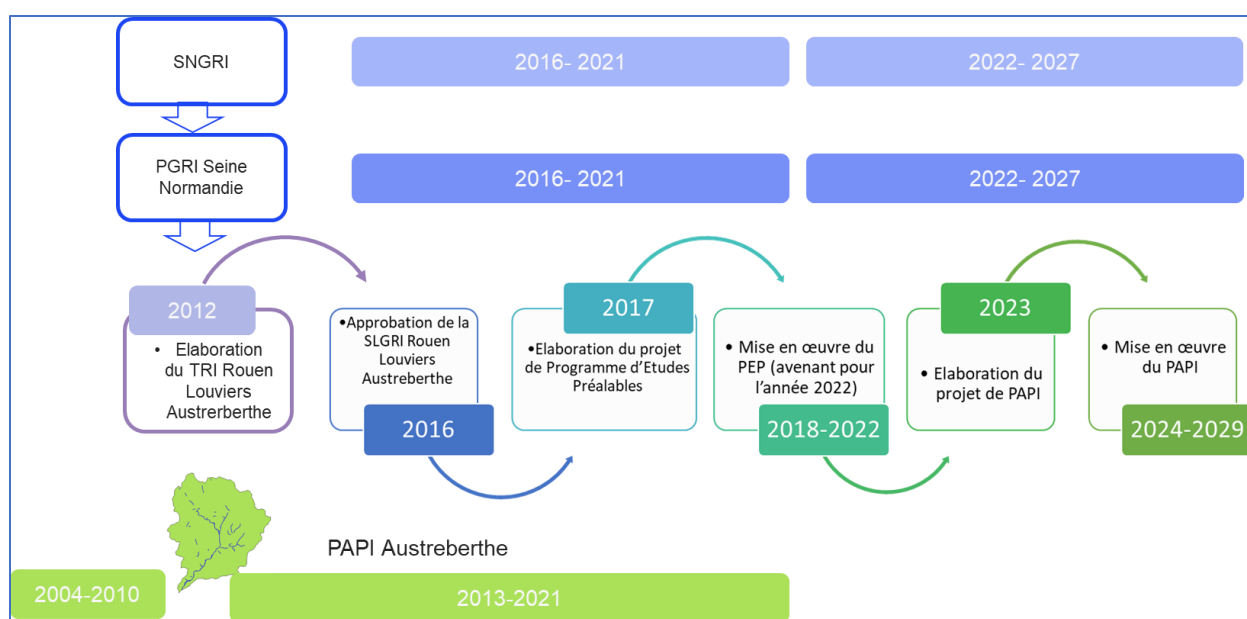 SNGRI
2016- 2021
2022- 2027
PGRI Seine
Normandie
2016- 2021
2022- 2027
2012
• Elaboration
du TRI Rouen
Louviers
Austrerberthe
•Approbation de la
SLGRI Rouen
Louviers
Austreberthe
2016
2017
•Elaboration du projet
de Programme d'Etudes
Préalables
• Mise en œuvre du
PEP (avenant pour
l'année 2022)
2018-2022
2023
• Elaboration du
projet de PAPI
• Mise en œuvre
du PAPI
2024-2029
PAPI Austreberthe
2004-2010
2013-2021